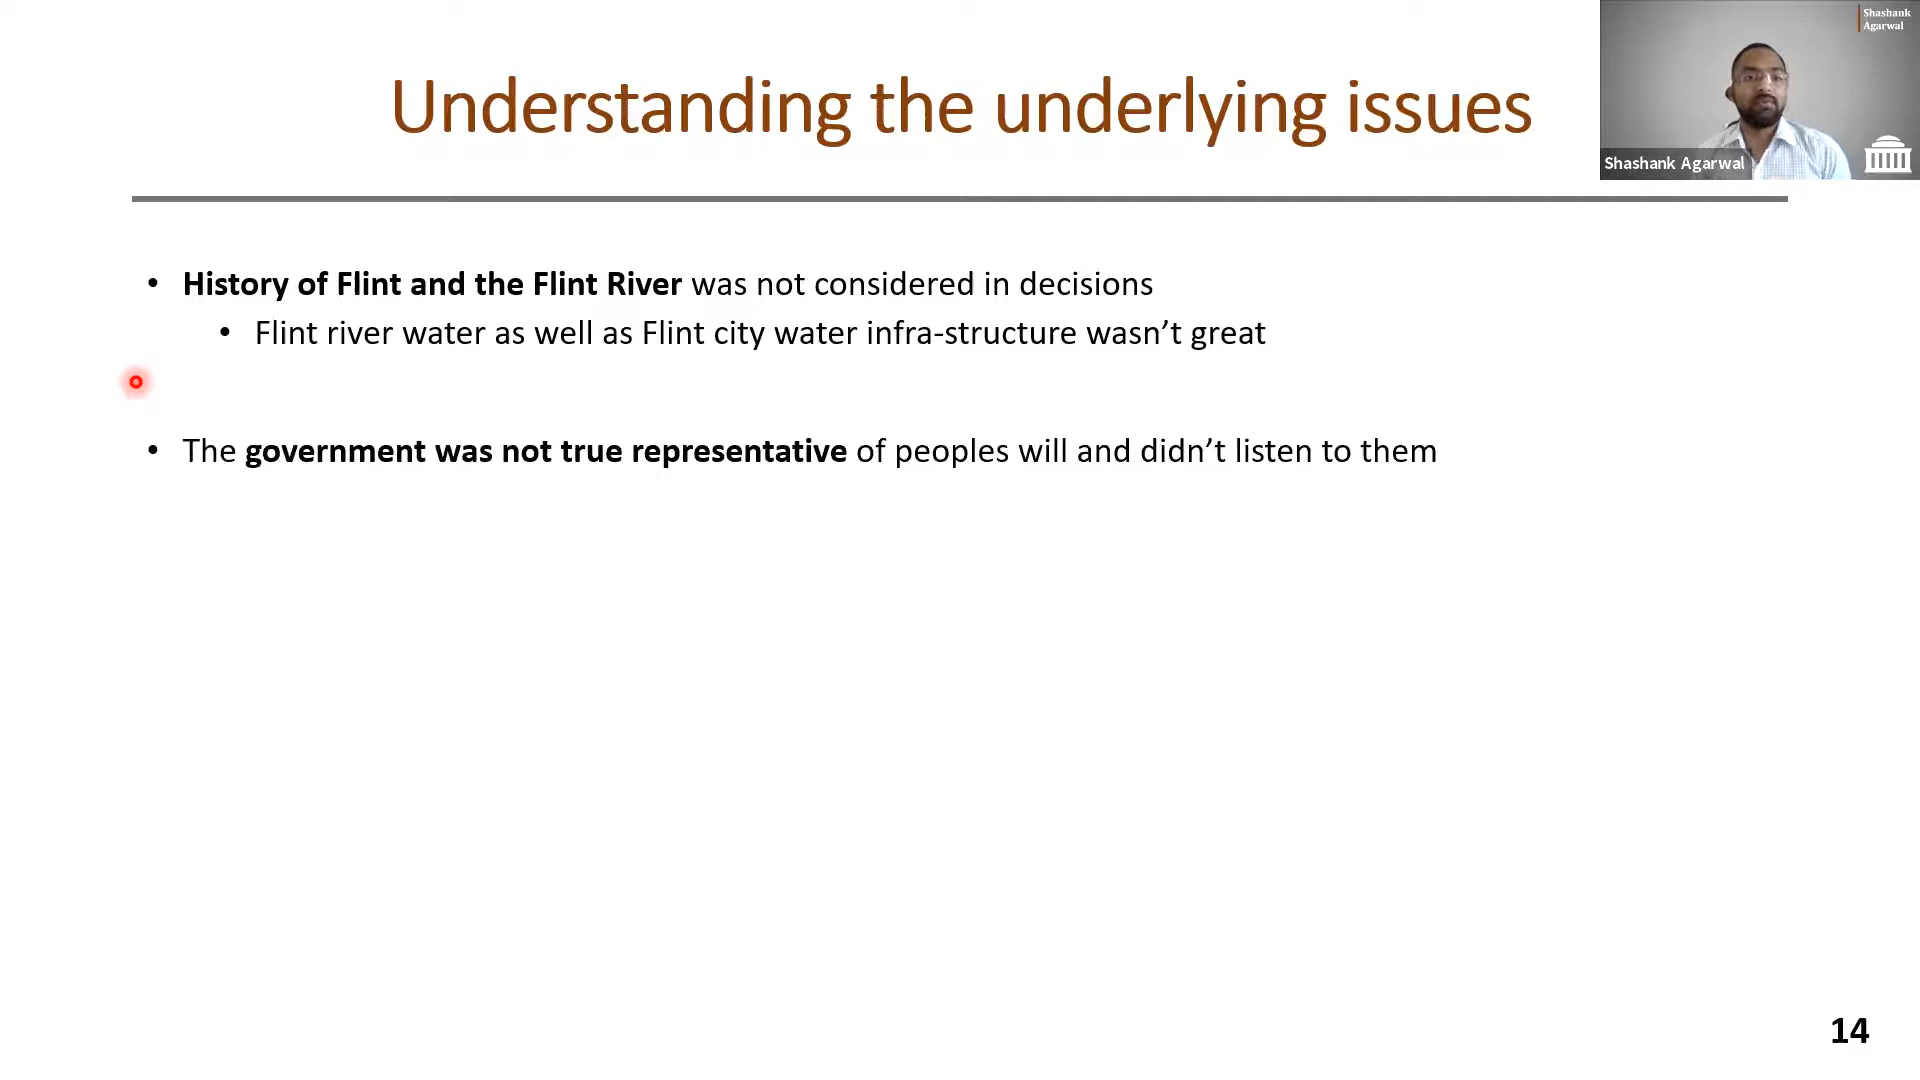 Understanding the underlying issues
Shashank
Agarwal
Shashank Agarwal
• History of Flint and the Flint River was not considered in decisions
• Flint river water as well as Flint city water infra-structure wasn’t great
• The government was not true representative of peoples will and didn’t listen to them
14